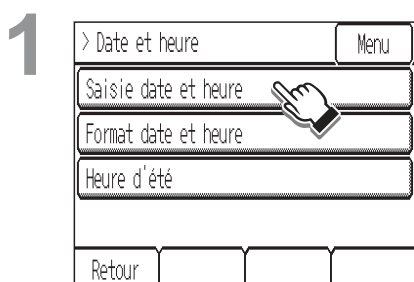 1
> Date et heure Menu
Saisie date et heure
Format date et heure
Heure d'été
Retour